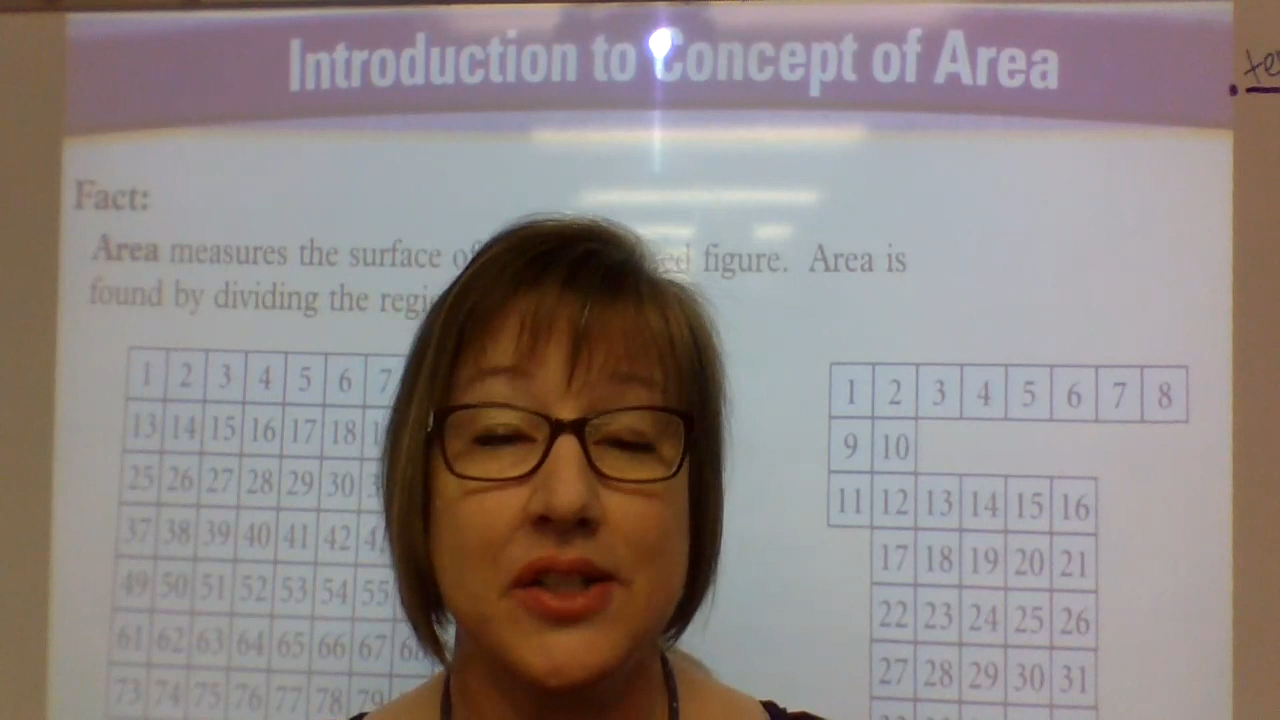 Introduction to Concept of Area
Fact:
Area measures the surface figure. Area is
found by dividing the
1 2 3 4 5 6 7
13 14 15 16 17 18
25 26 27 28 29 30
37 38 39 40 41 42
49 50 51 52 53 54 55
61 62 63 64 65 66 67
73 74 75 76 77 78 79
1 2 3 4 5 6 7 8
9 10
11 12 13 14 15 16
17 18 19 20 21
22 23 24 25 26
27 28 29 30 31